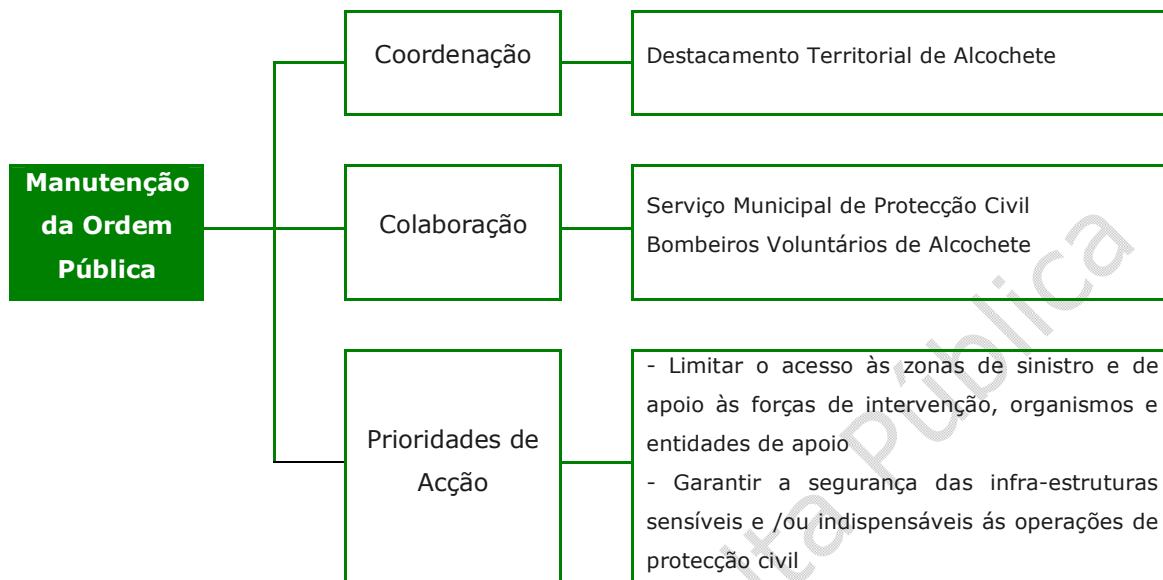 Manutenção
da Ordem
Pública
Coordenação
Destacamento Territorial de Alcochete
Colaboração
Serviço Municipal de Protecção Civil
Bombeiros Voluntários de Alcochete
Prioridades de
Acção
- Limitar o acesso às zonas de sinistro e de
apoio às forças de intervenção, organismos e
entidades de apoio
- Garantir a segurança das infra-estruturas
sensíveis e /ou indispensáveis ás operações de
protecção civil
lta Pública